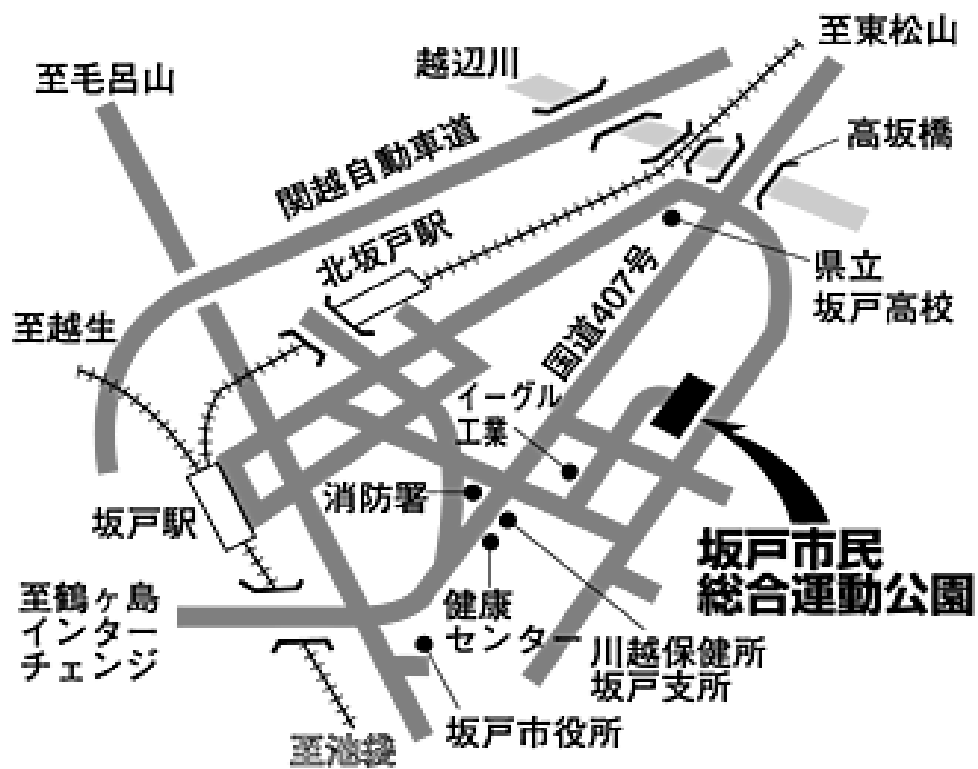 至東松山
越辺川
至毛呂山
高坂橋
関越自動車道
北坂戸駅
県立
坂戸高校
国道407号
至越生
イーグル
工業
消防署
坂戸駅
坂戸市民
総合運動公園
至鶴ヶ島
インター
チェンジ
健康
センター
川越保健所
坂戸支所
坂戸市役所
至池袋